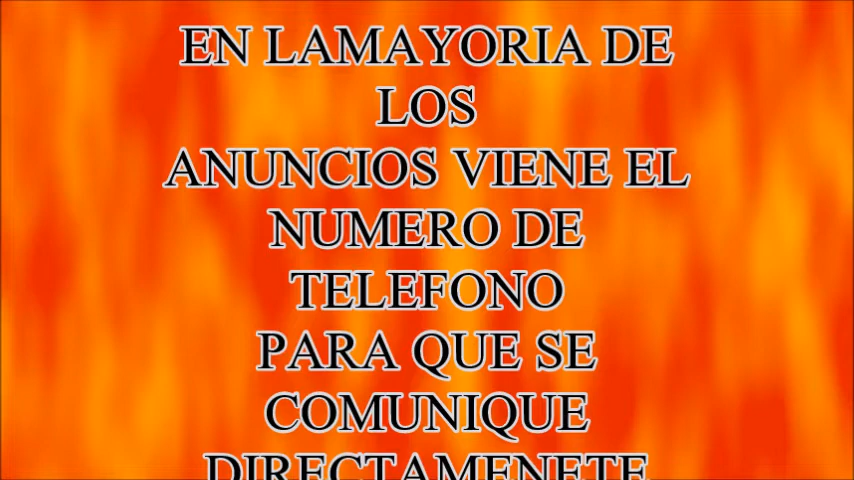 EN LAMAYORIA DE
LOS
ANUNCIOS VIENE EL
NUMERO DE
TELEFONO
PARA QUE SE
COMUNIQUE
DIRECTAMENETE